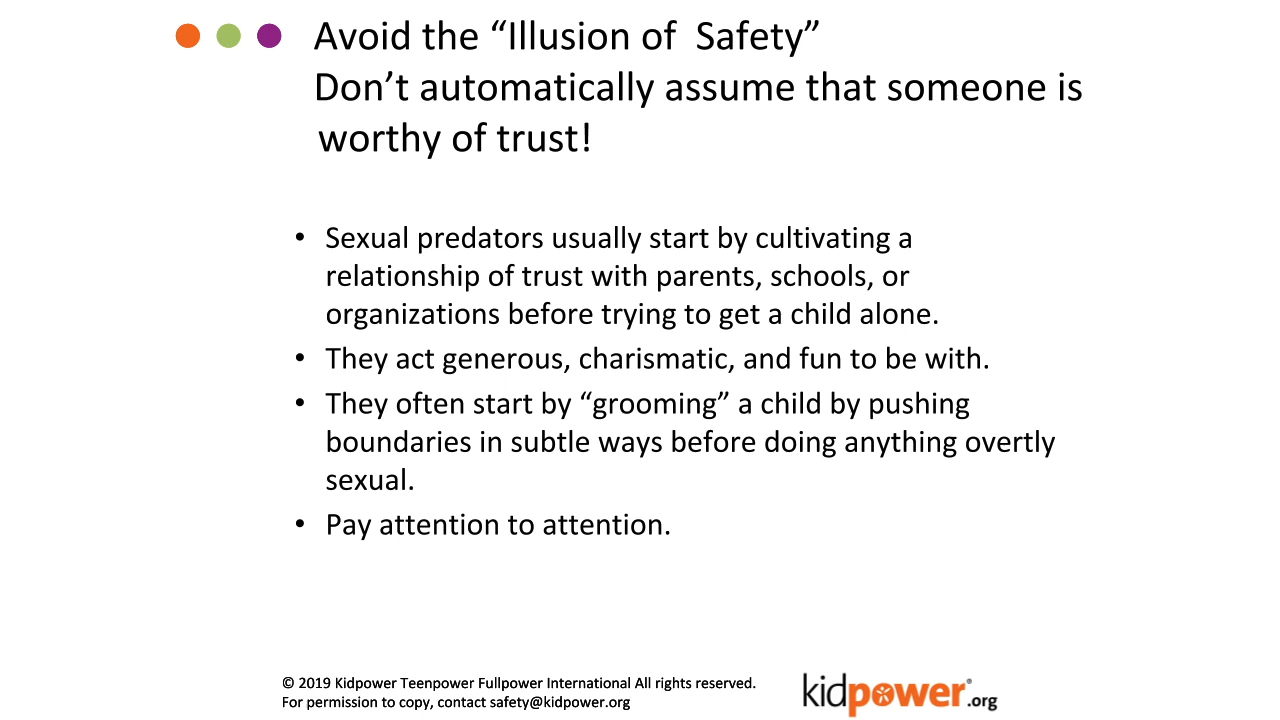 Avoid the “Illusion of  Safety”
Don’t automatically assume that someone is
worthy of trust!
• Sexual predators usually start by cultivating a
relationship of trust with parents, schools, or
organizations before trying to get a child alone.
• They act generous, charismatic, and fun to be with.
• They often start by “grooming” a child by pushing
boundaries in subtle ways before doing anything overtly
sexual.
• Pay attention to attention.
© 2019 Kidpower Teenpower Fullpower International All rights reserved.
For permission to copy, contact safety@kidpower.org
kidpower®.org